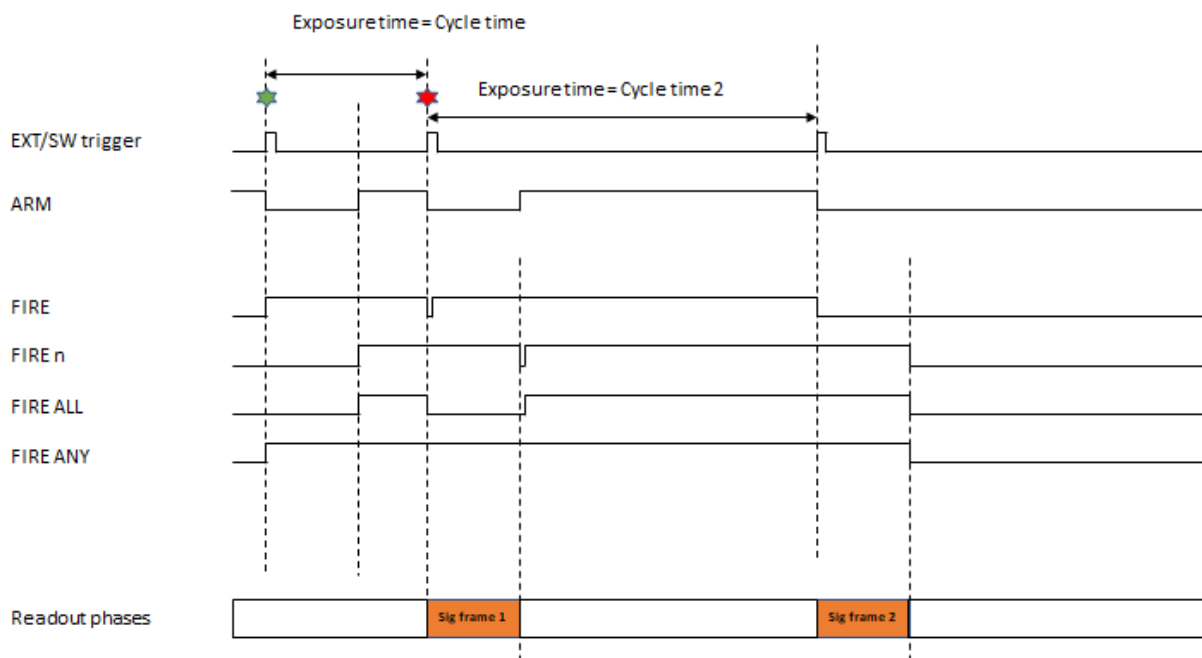 Exposure time = Cycle time
Exposure time = Cycle time 2
EXT/SW trigger
ARM
FIRE
FIRE n
FIRE ALL
FIRE ANY
Readout phases
Sig frame 1
Sig frame 2